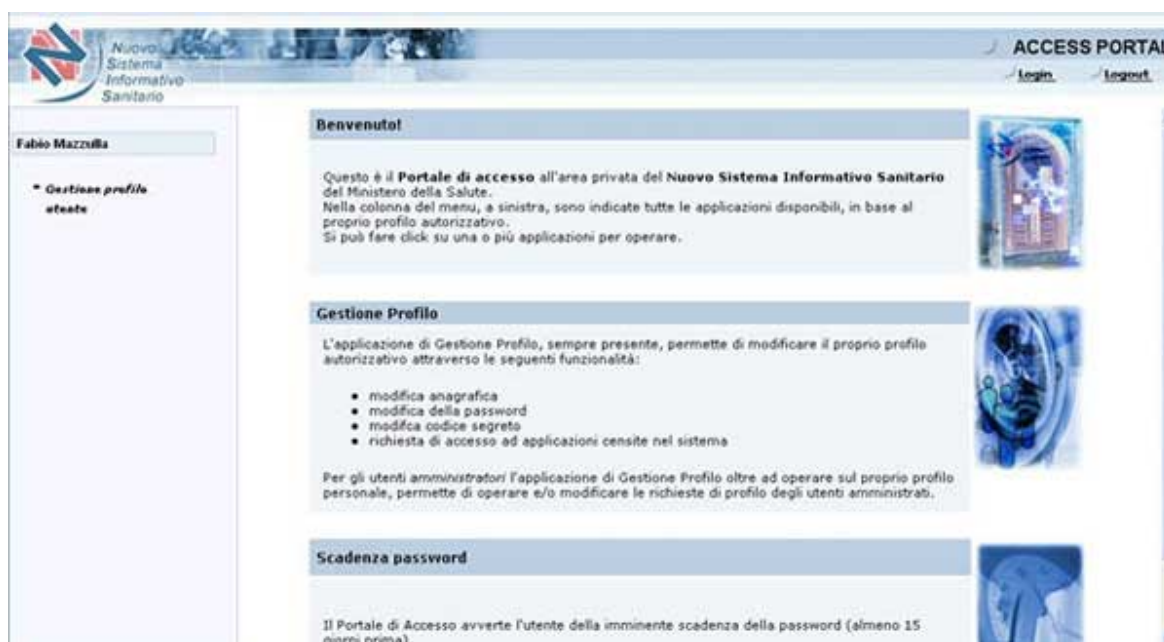 Nuovo
Sistema
Informativo
Sanitario
ACCESS PORTAL
Login Logout
Fabio Mazzulla
* Gestione profilo
utente
Benvenuto!
Questo è il Portale di accesso all'area privata del Nuovo Sistema Informativo Sanitario
del Ministero della Salute.
Nella colonna del menu, a sinistra, sono indicate tutte le applicazioni disponibili, in base al
proprio profilo autorizzativo.
Si può fare click su una o più applicazioni per operare.
Gestione Profilo
L'applicazione di Gestione Profilo, sempre presente, permette di modificare il proprio profilo
autorizzativo attraverso le seguenti funzionalità:
• modifica anagrafica
• modifica della password
• modifca codice segreto
• richiesta di accesso ad applicazioni censite nel sistema
Per gli utenti amministratori l'applicazione di Gestione Profilo oltre ad operare sul proprio profilo
personale, permette di operare e/o modificare le richieste di profilo degli utenti amministrati.
Scadenza password
Il Portale di Accesso avverte l'utente della imminente scadenza della password (almeno 15
giorni prima)